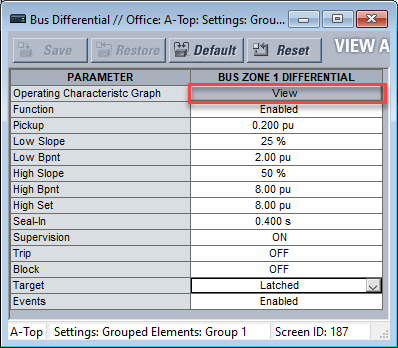 Bus Differential // Office: A-Top: Settings: Grou...
Save Restore Default Reset VIEW A
PARAMETER BUS ZONE 1 DIFFERENTIAL
Operating Characteristc Graph View
Function Enabled
Pickup 0.200 pu
Low Slope 25 %
Low Bpnt 2.00 pu
High Slope 50 %
High Bpnt 8.00 pu
High Set 8.00 pu
Seal-In 0.400 s
Supervision ON
Trip OFF
Block OFF
Target Latched
Events Enabled
A-Top Settings: Grouped Elements: Group 1 Screen ID: 187